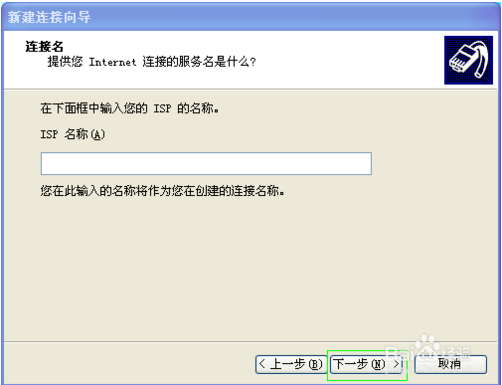 新建连接向导
连接名
提供您 Internet 连接的服务名是什么?
在下面框中输入您的 ISP 的名称。
ISP 名称(A)
您在此输入的名称将作为您在创建的连接名称。
< 上一步(B) 下一步(N) > 取消
Bai 经验